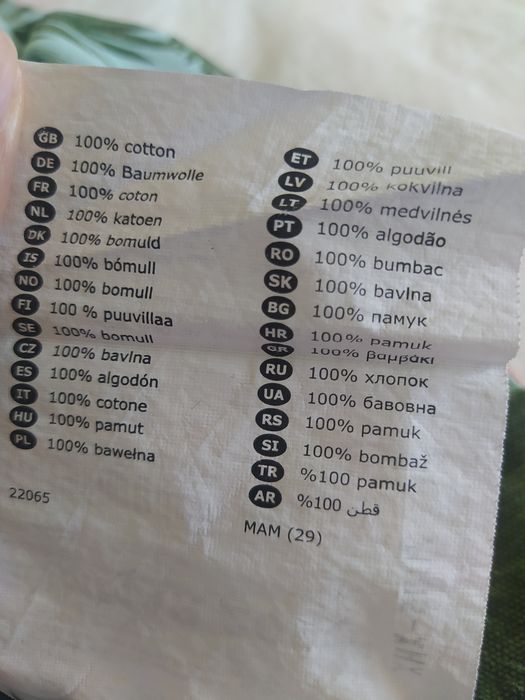 GB 100% cotton
DE 100% Baumwolle
FR 100% coton
NL 100% katoen
DK 100% bomuld
IS 100% bómull
NO 100% bomull
FI 100 % puuvillaa
SE 100% bomull
CZ 100% bavlna
ES 100% algodón
IT 100% cotone
HU 100% pamut
PL 100% bawełna
22065
ET 100% puuvill
LV 100% kokvilna
LT 100% medvilnės
PT 100% algodão
RO 100% bumbac
SK 100% bavlna
BG 100% памук
HR 100% pamuk
GR 100% βαμβάκι
RU 100% хлопок
UA 100% бавовна
RS 100% pamuk
SI 100% bombaž
TR %100 pamuk
AR %100 قطن
MAM (29)